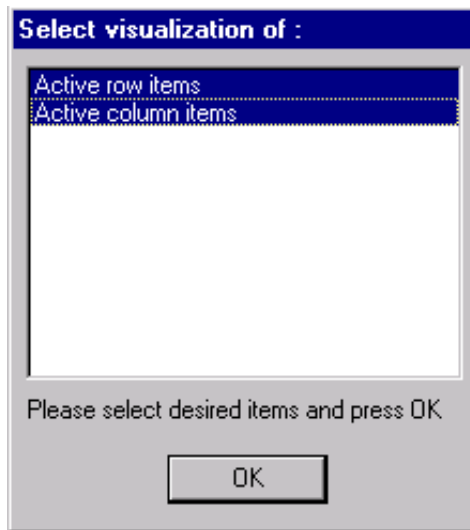 Select visualization of :
Active row items
Active column items
Please select desired items and press OK
OK